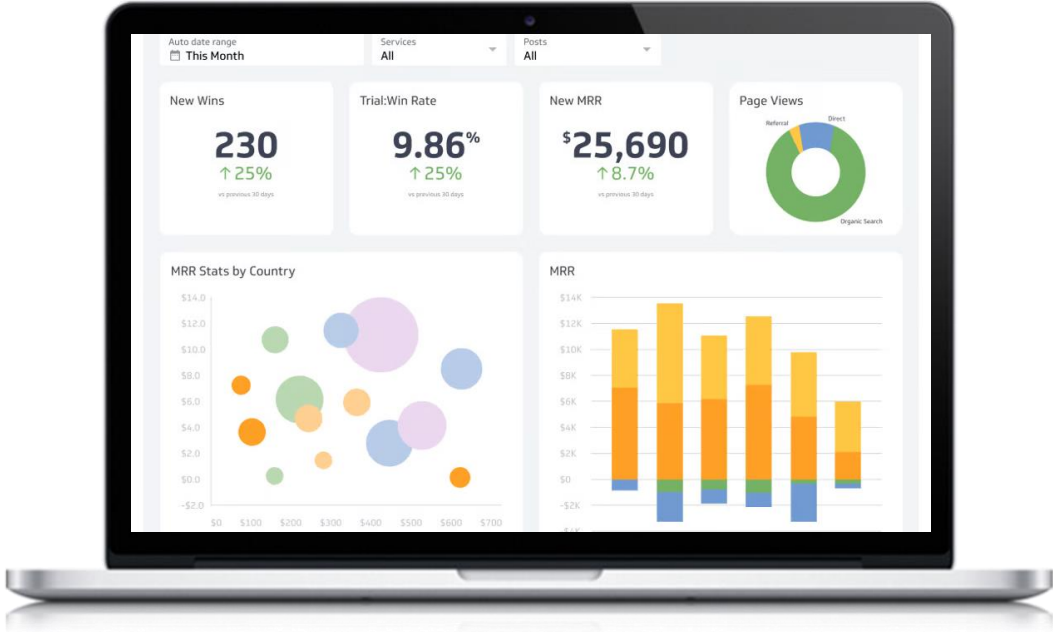 Auto date range
This Month
Services
All
Posts
All
New Wins
230
↑25%
vs previous 30 days
Trial:Win Rate
9.86%
↑25%
vs previous 30 days
New MRR
$25,690
↑8.7%
vs previous 30 days
Page Views
Referral
Direct
Organic Search
MRR Stats by Country
$14.0
$12.0
$10.0
$8.0
$6.0
$4.0
$2.0
$0.0
-$2.0
$0 $100 $200 $300 $400 $500 $600 $700
MRR
$14K
$12K
$10K
$8K
$6K
$4K
$2K
$0
-$2K